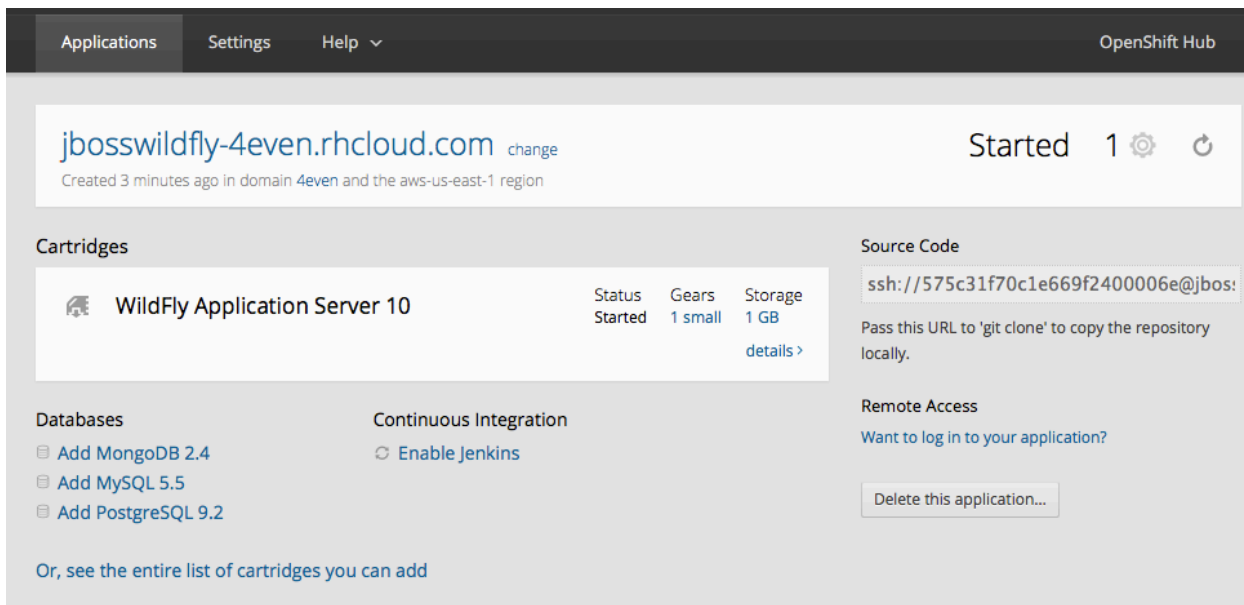 Applications Settings Help OpenShift Hub
jbosswildfly-4even.rhcloud.com change
Started 1
Created 3 minutes ago in domain 4even and the aws-us-east-1 region
Cartridges
WildFly Application Server 10
Status Gears Storage
Started 1 small 1 GB
details ›
Source Code
ssh://575c31f70c1e669f2400006e@jbos
Pass this URL to 'git clone' to copy the repository
locally.
Remote Access
Want to log in to your application?
Delete this application...
Databases
Add MongoDB 2.4
Add MySQL 5.5
Add PostgreSQL 9.2
Continuous Integration
Enable Jenkins
Or, see the entire list of cartridges you can add